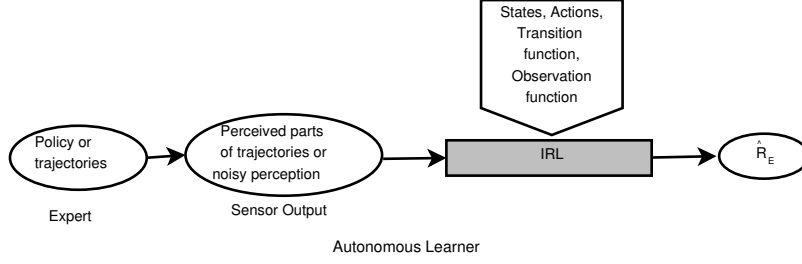 States, Actions,
Transition
function,
Observation
function
Policy or
trajectories
Perceived parts
of trajectories or
noisy perception
IRL
R̂_E
Expert
Sensor Output
Autonomous Learner